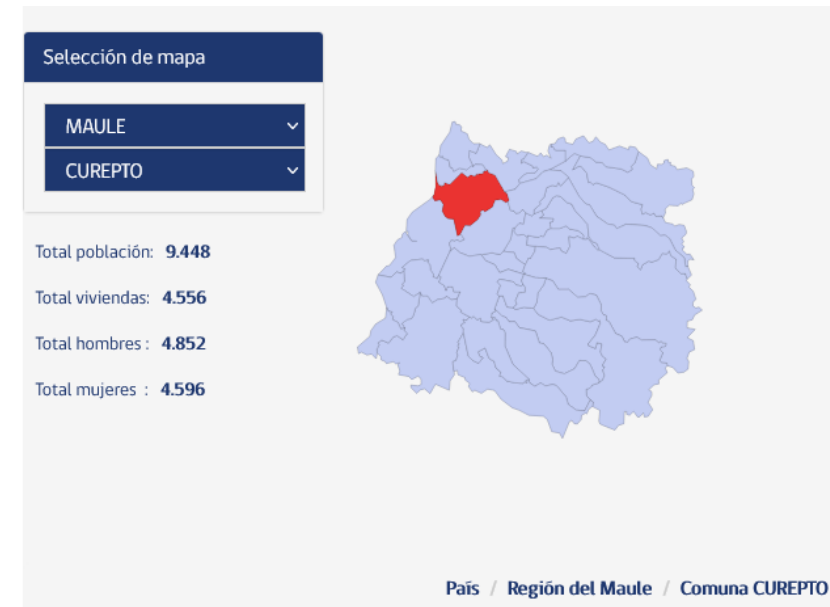 Selección de mapa
MAULE
CUREPTO
Total población: 9.448
Total viviendas: 4.556
Total hombres : 4.852
Total mujeres : 4.596
País / Región del Maule / Comuna CUREPTO